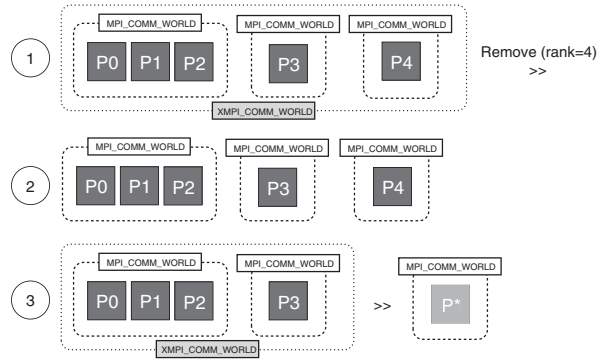 MPI_COMM_WORLD MPI_COMM_WORLD MPI_COMM_WORLD
1 P0 P1 P2 P3 P4 Remove (rank=4)
>>
XMPI_COMM_WORLD
MPI_COMM_WORLD MPI_COMM_WORLD MPI_COMM_WORLD
2 P0 P1 P2 P3 P4
MPI_COMM_WORLD MPI_COMM_WORLD MPI_COMM_WORLD
3 P0 P1 P2 P3 >> P*
XMPI_COMM_WORLD